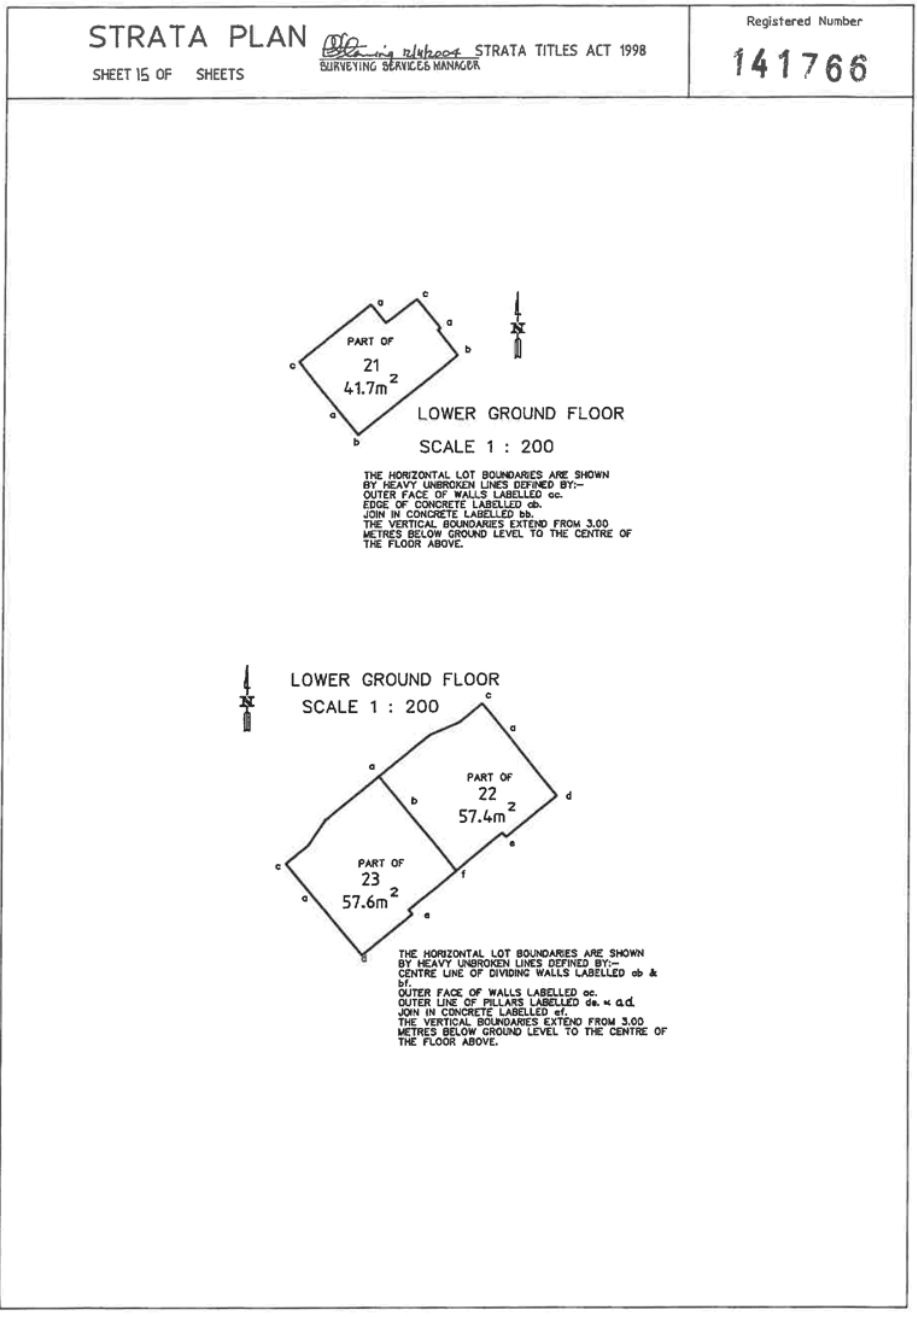 STRATA PLAN
STRATA TITLES ACT 1998
SURVEYING SERVICES MANAGER
SHEET 15 OF SHEETS
Registered Number
141766
c
a
a
PART OF
b
21
c
41.7m²
a
b
N
LOWER GROUND FLOOR
SCALE 1 : 200
THE HORIZONTAL LOT BOUNDARIES ARE SHOWN
BY HEAVY UNBROKEN LINES DEFINED BY:-
OUTER FACE OF WALLS LABELLED ac.
EDGE OF CONCRETE LABELLED ab.
JOIN IN CONCRETE LABELLED bb.
THE VERTICAL BOUNDARIES EXTEND FROM 3.00
METRES BELOW GROUND LEVEL TO THE CENTRE OF
THE FLOOR ABOVE.
N
LOWER GROUND FLOOR
SCALE 1 : 200
c
a
a
PART OF
22
57.4m²
b
d
e
c
PART OF
23
57.6m²
f
a
e
d
THE HORIZONTAL LOT BOUNDARIES ARE SHOWN
BY HEAVY UNBROKEN LINES DEFINED BY:-
CENTRE LINE OF DIVIDING WALLS LABELLED ab &
bf.
OUTER FACE OF WALLS LABELLED ac.
OUTER LINE OF PILLARS LABELLED de. & ad.
JOIN IN CONCRETE LABELLED ef.
THE VERTICAL BOUNDARIES EXTEND FROM 3.00
METRES BELOW GROUND LEVEL TO THE CENTRE OF
THE FLOOR ABOVE.